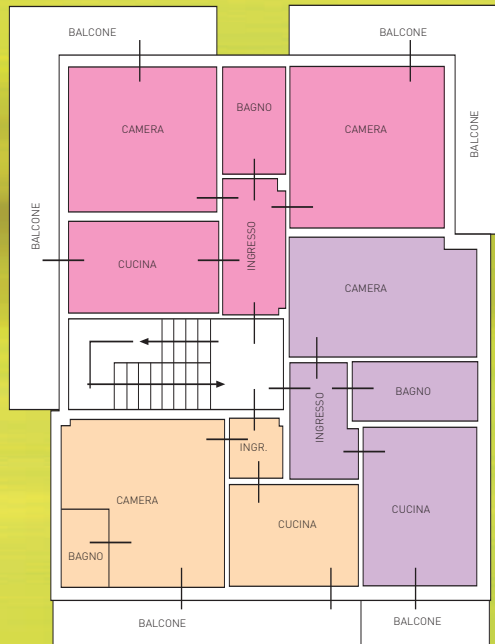 BALCONE
BALCONE
CAMERA
BAGNO
CAMERA
BALCONE
BALCONE
INGRESSO
CUCINA
CAMERA
BAGNO
INGRESSO
INGR.
CAMERA
CUCINA
CUCINA
BAGNO
BALCONE
BALCONE